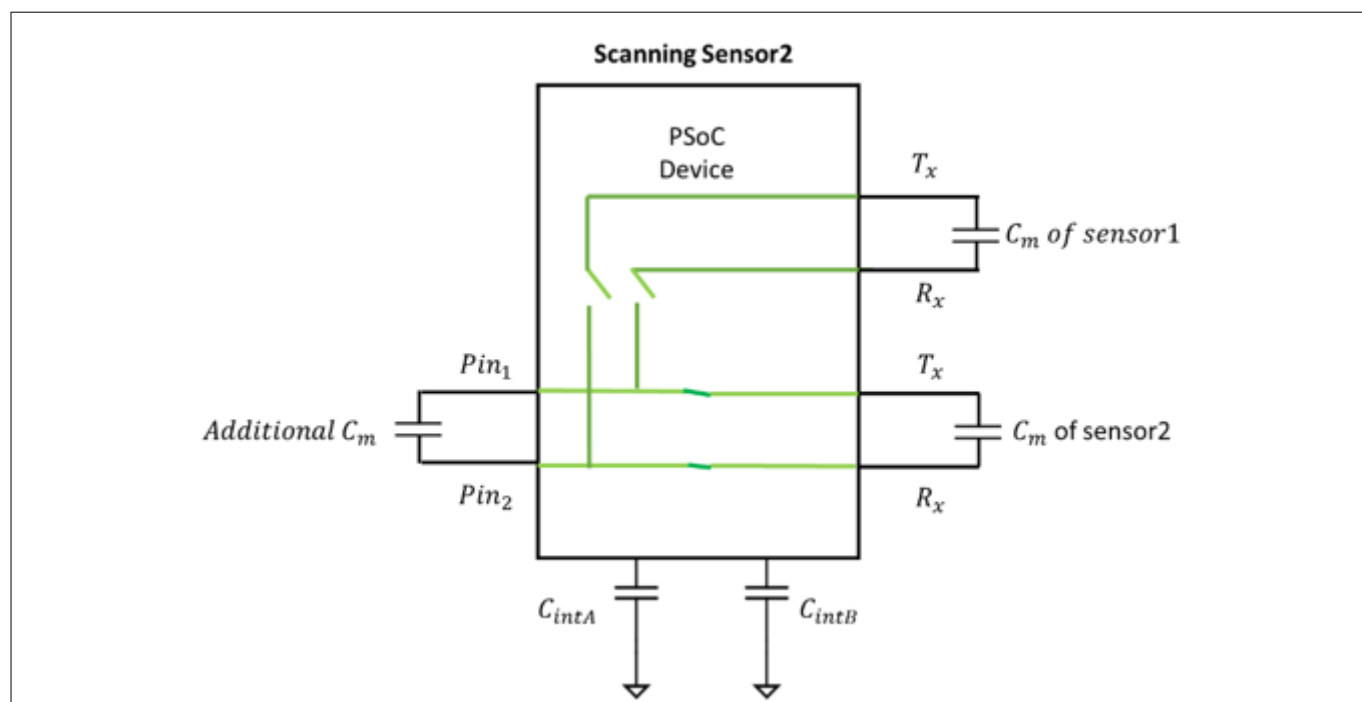 Scanning Sensor2
PSoC
Device
Tx
Cm of sensor1
Rx
Pin1
Tx
Additional Cm
Cm of sensor2
Pin2
Rx
CintA
CintB